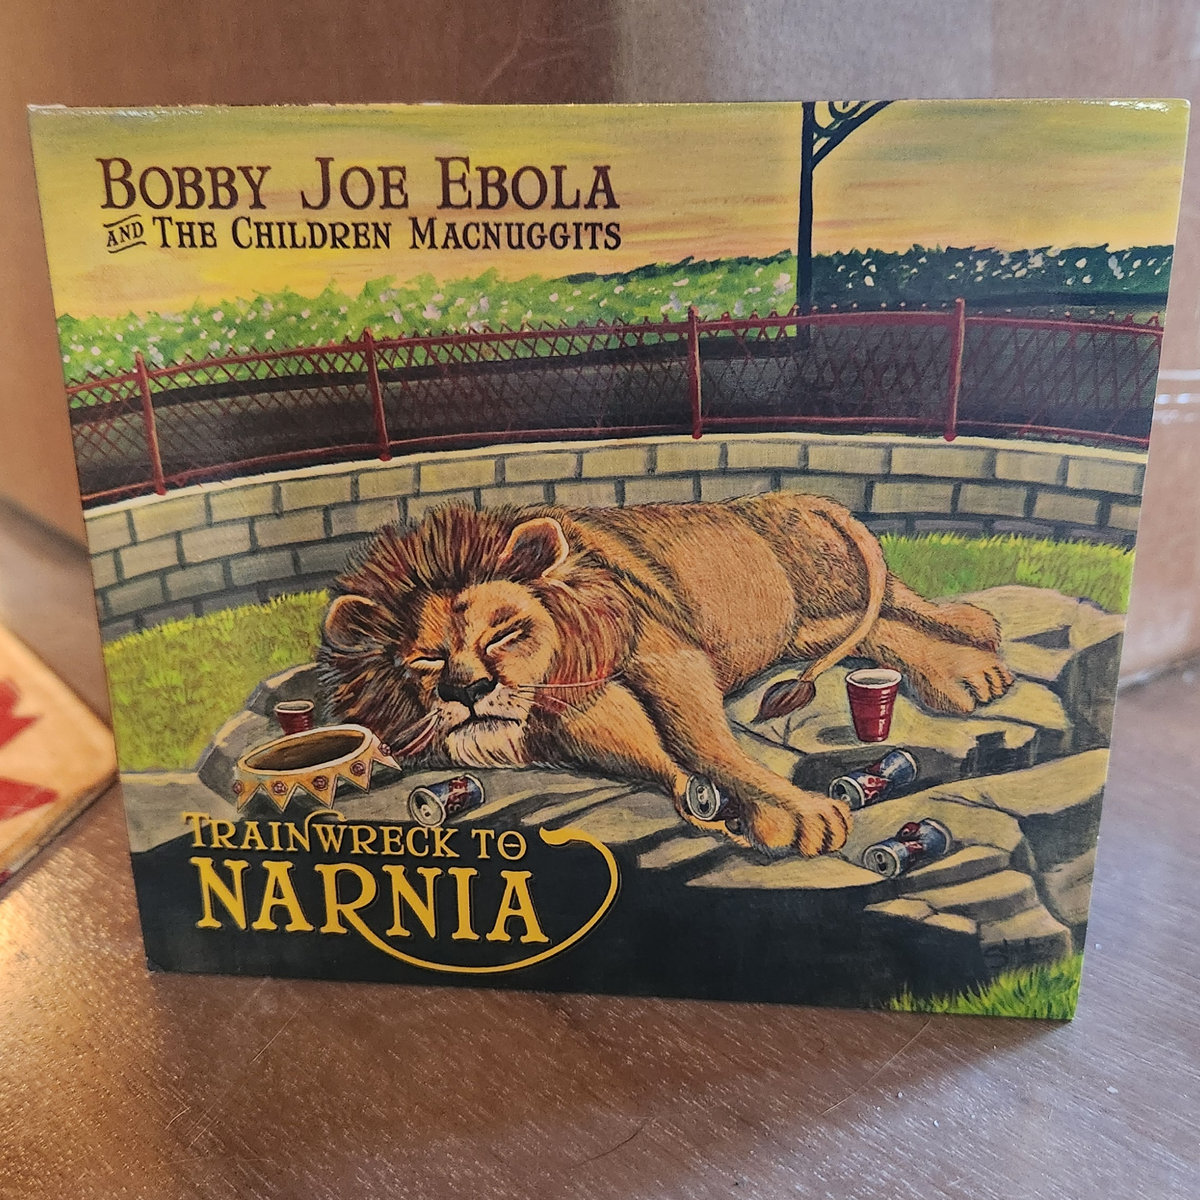 BOBBY JOE EBOLA
AND THE CHILDREN MACNUGGITS
TRAINWRECK TO
NARNIA